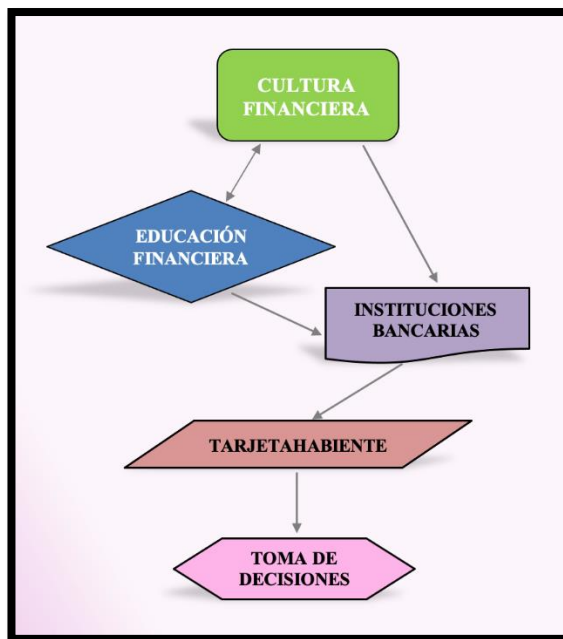 CULTURA
FINANCIERA
EDUCACIÓN
FINANCIERA
INSTITUCIONES
BANCARIAS
TARJETAHABIENTE
TOMA DE
DECISIONES